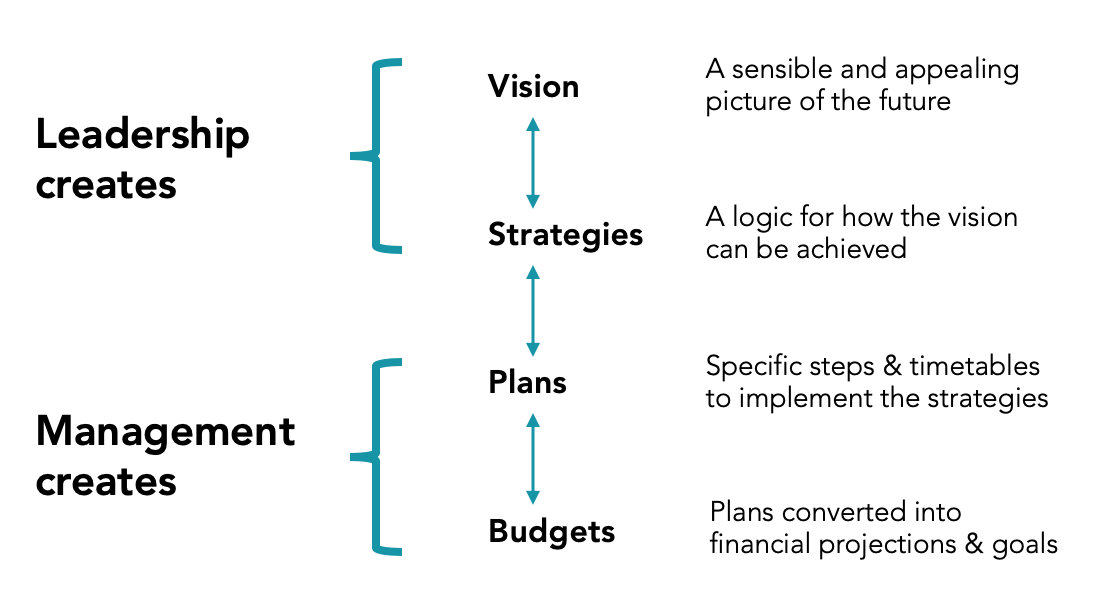 Leadership
creates
Vision
A sensible and appealing
picture of the future
Strategies
A logic for how the vision
can be achieved
Management
creates
Plans
Specific steps & timetables
to implement the strategies
Budgets
Plans converted into
financial projections & goals